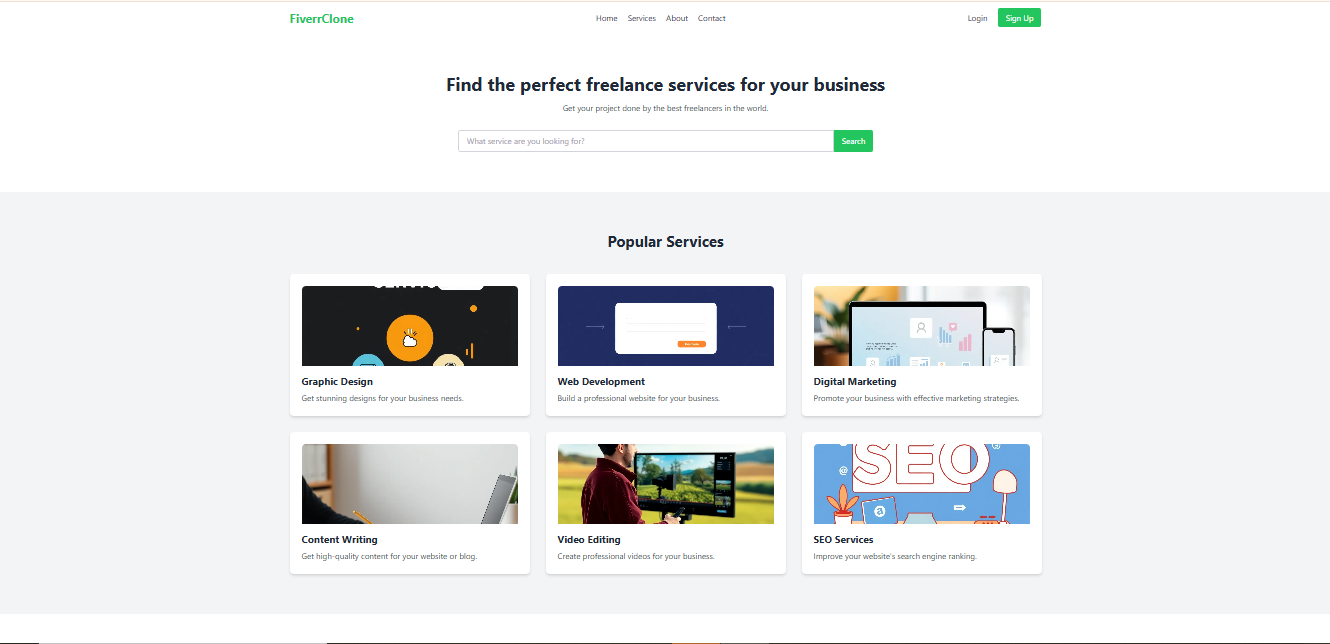 FiverrClone
Home Services About Contact
Login Sign Up
Find the perfect freelance services for your business
Get your project done by the best freelancers in the world.
What service are you looking for?
Search
Popular Services
Graphic Design
Get stunning designs for your business needs.
Web Development
Build a professional website for your business.
Digital Marketing
Promote your business with effective marketing strategies.
Content Writing
Get high-quality content for your website or blog.
Video Editing
Create professional videos for your business.
SEO
SEO Services
Improve your website's search engine ranking.